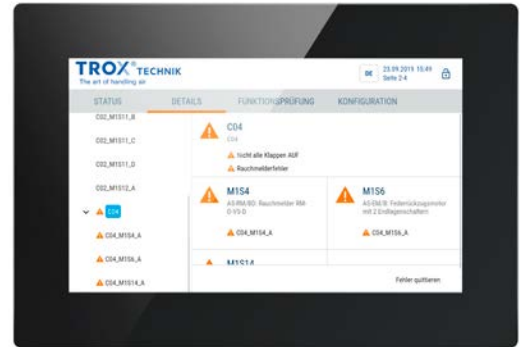 TROX® TECHNIK
The art of handling air
DE
25.09.2019 15:49
Seite 2-4
STATUS
DETAILS
FUNKTIONSPRÜFUNG
KONFIGURATION
C02_M1S11_B
C02_M1S11_C
C02_M1S11_D
C02_M1S12_A
C04
C04_M1S4_A
C04_M1S6_A
C04_M1S14_A
C04
C04
Nicht alle Klappen AUF
Rauchmelderfehler
M1S4
AS-RM/BD: Rauchmelder RM-
O-VS-D
C04_M1S4_A
M1S6
AS-EM/B: Federrückzugsmotor
mit 2 Endlagenschaltern
C04_M1S6_A
M1S14
Fehler quittieren